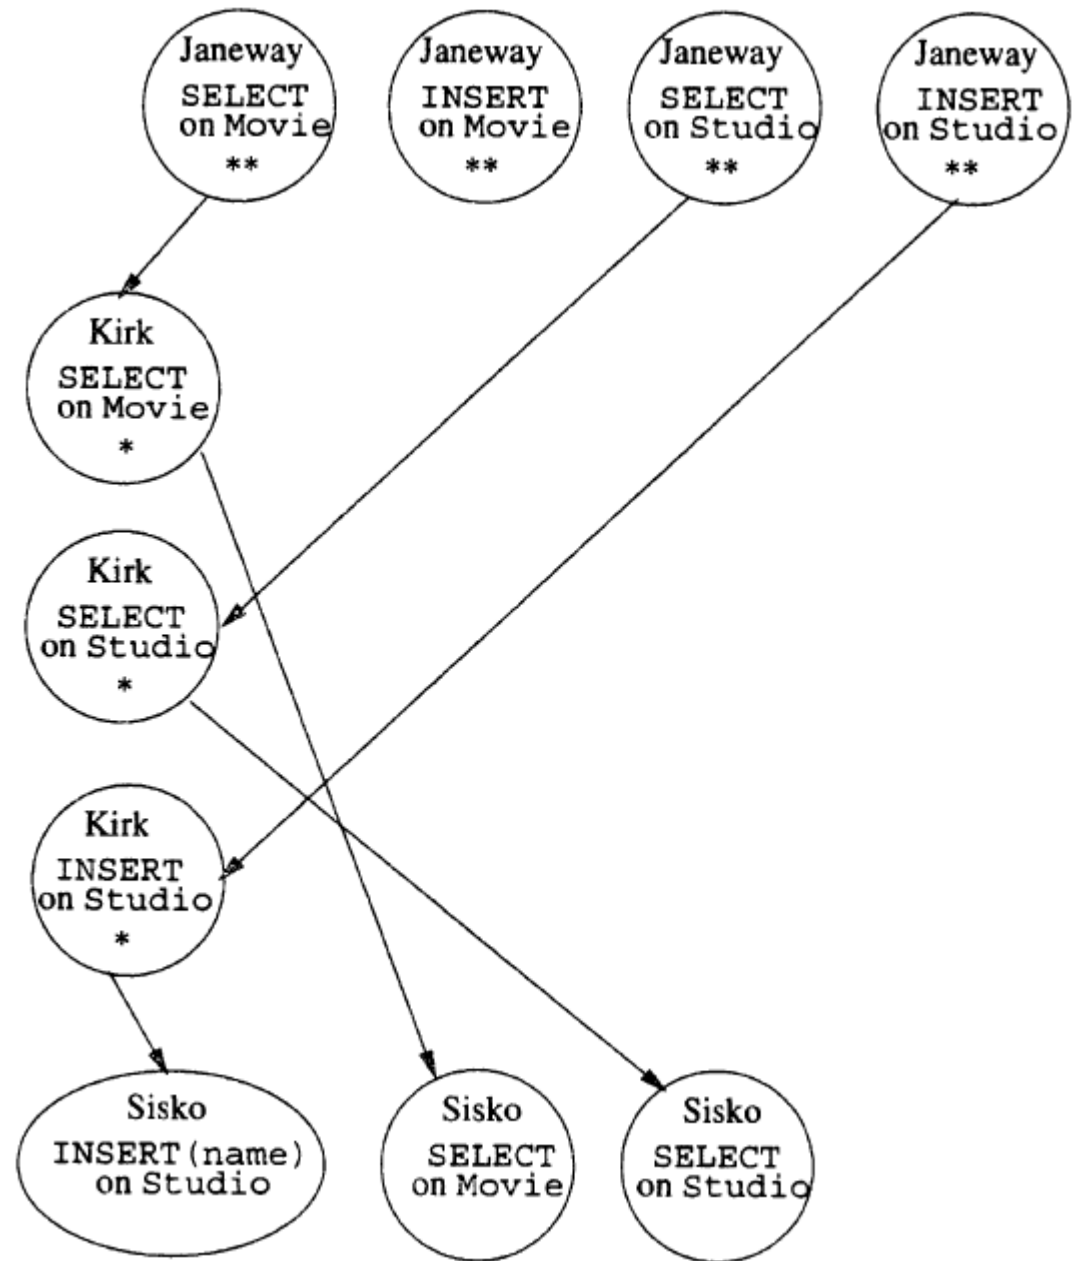 Janeway
SELECT
on Movie
**
Janeway
INSERT
on Movie
**
Janeway
SELECT
on Studio
**
Janeway
INSERT
on Studio
**
Kirk
SELECT
on Movie
*
Kirk
SELECT
on Studio
*
Kirk
INSERT
on Studio
*
Sisko
INSERT(name)
on Studio
Sisko
SELECT
on Movie
Sisko
SELECT
on Studio